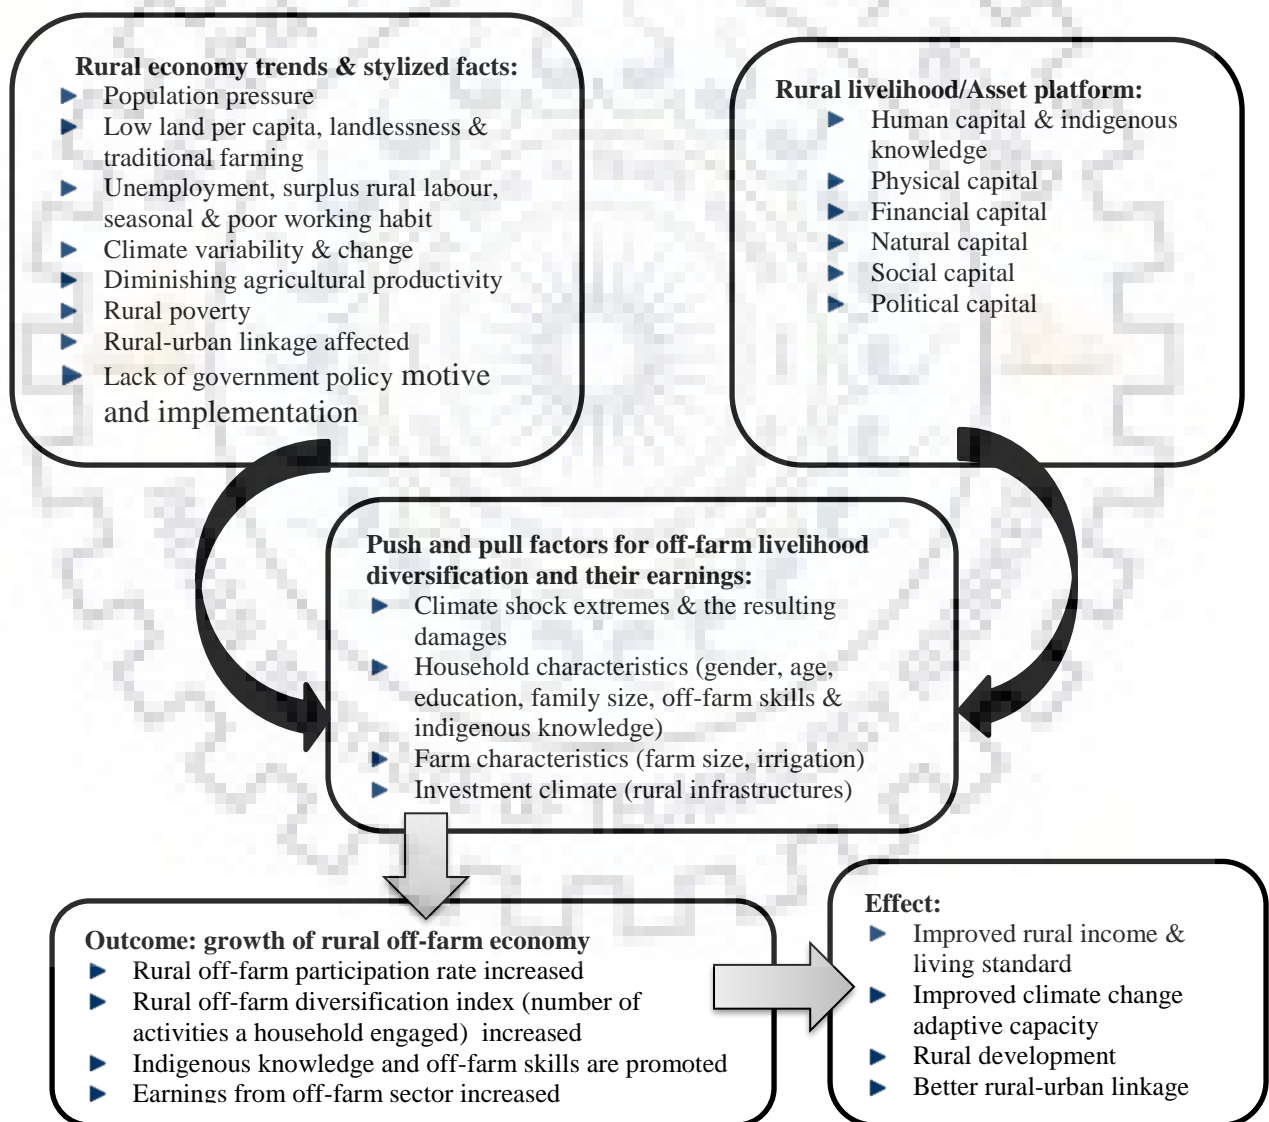 Rural economy trends & stylized facts:
Population pressure
Low land per capita, landlessness &
traditional farming
Unemployment, surplus rural labour,
seasonal & poor working habit
Climate variability & change
Diminishing agricultural productivity
Rural poverty
Rural-urban linkage affected
Lack of government policy motive
and implementation
Rural livelihood/Asset platform:
Human capital & indigenous
knowledge
Physical capital
Financial capital
Natural capital
Social capital
Political capital
Push and pull factors for off-farm livelihood
diversification and their earnings:
Climate shock extremes & the resulting
damages
Household characteristics (gender, age,
education, family size, off-farm skills &
indigenous knowledge)
Farm characteristics (farm size, irrigation)
Investment climate (rural infrastructures)
Outcome: growth of rural off-farm economy
Rural off-farm participation rate increased
Rural off-farm diversification index (number of
activities a household engaged) increased
Indigenous knowledge and off-farm skills are promoted
Earnings from off-farm sector increased
Effect:
Improved rural income &
living standard
Improved climate change
adaptive capacity
Rural development
Better rural-urban linkage